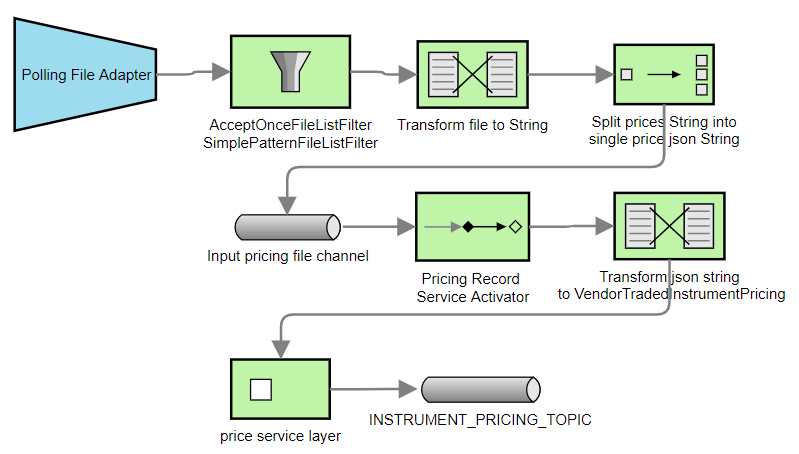 Polling File Adapter
AcceptOnceFileListFilter
SimplePatternFileListFilter
Transform file to String
Split prices String into
single price json String
Input pricing file channel
Pricing Record
Service Activator
Transform json string
to VendorTradedInstrumentPricing
price service layer
INSTRUMENT_PRICING_TOPIC